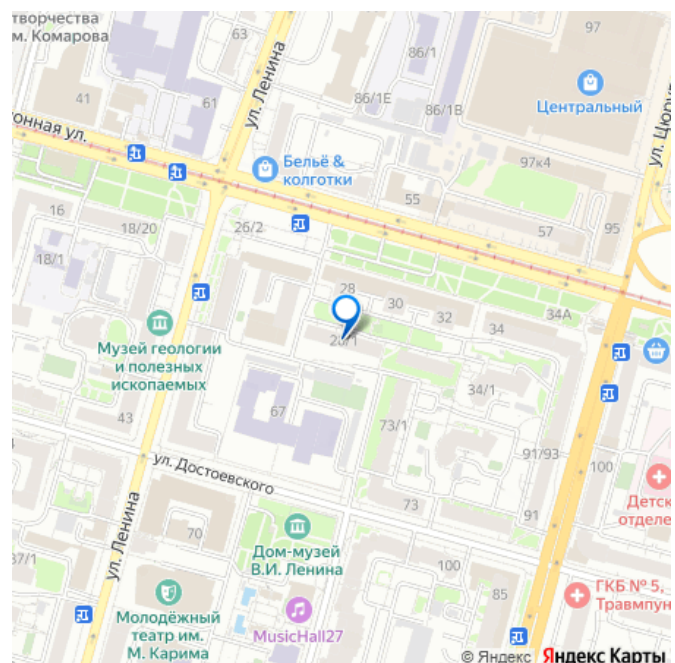 творчества
м. Комарова
63
97
86/1
ул. Ленина
41
61
86/1Е
86/1В
Центральный
онная ул.
ул. Цюруп
Бельё &
колготки
97к4
55
16
18/20
26/2
57
95
18/1
28
30
32
34А
34
Музей геологии
и полезных
ископаемых
34/1
43
67
73/1
91/93
ул. Достоевского
100
73
91
Детск
отделе
ул. Ленина
70
Дом-музей
В.И. Ленина
37/1
100
85
ГКБ № 5,
Травмпун
Молодёжный
театр им.
М. Карима
MusicHall27
© Яндекс Яндекс Карты